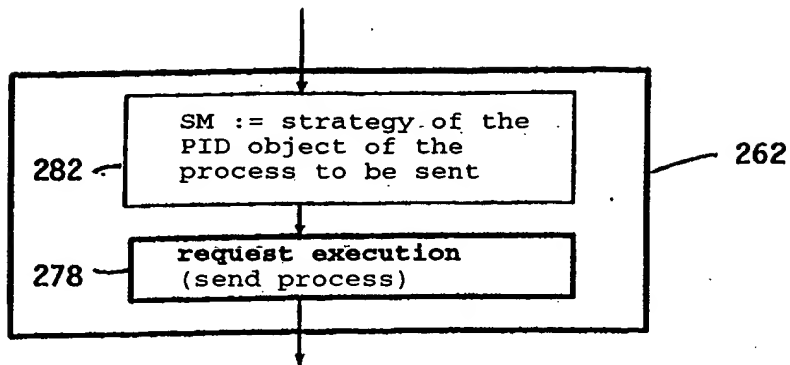 SM := strategy of the
PID object of the
process to be sent
282
262
request execution
(send process)
278